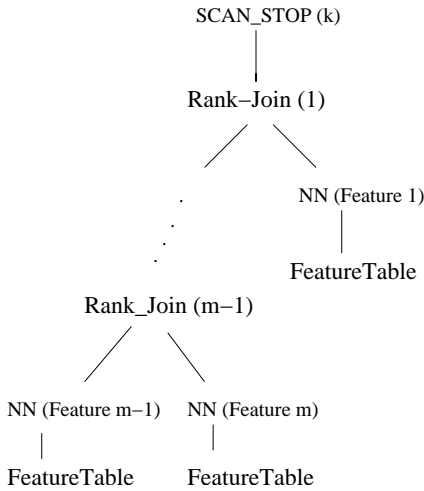 SCAN_STOP (k)
Rank−Join (1)
NN (Feature 1)
FeatureTable
Rank_Join (m−1)
NN (Feature m−1) NN (Feature m)
FeatureTable FeatureTable